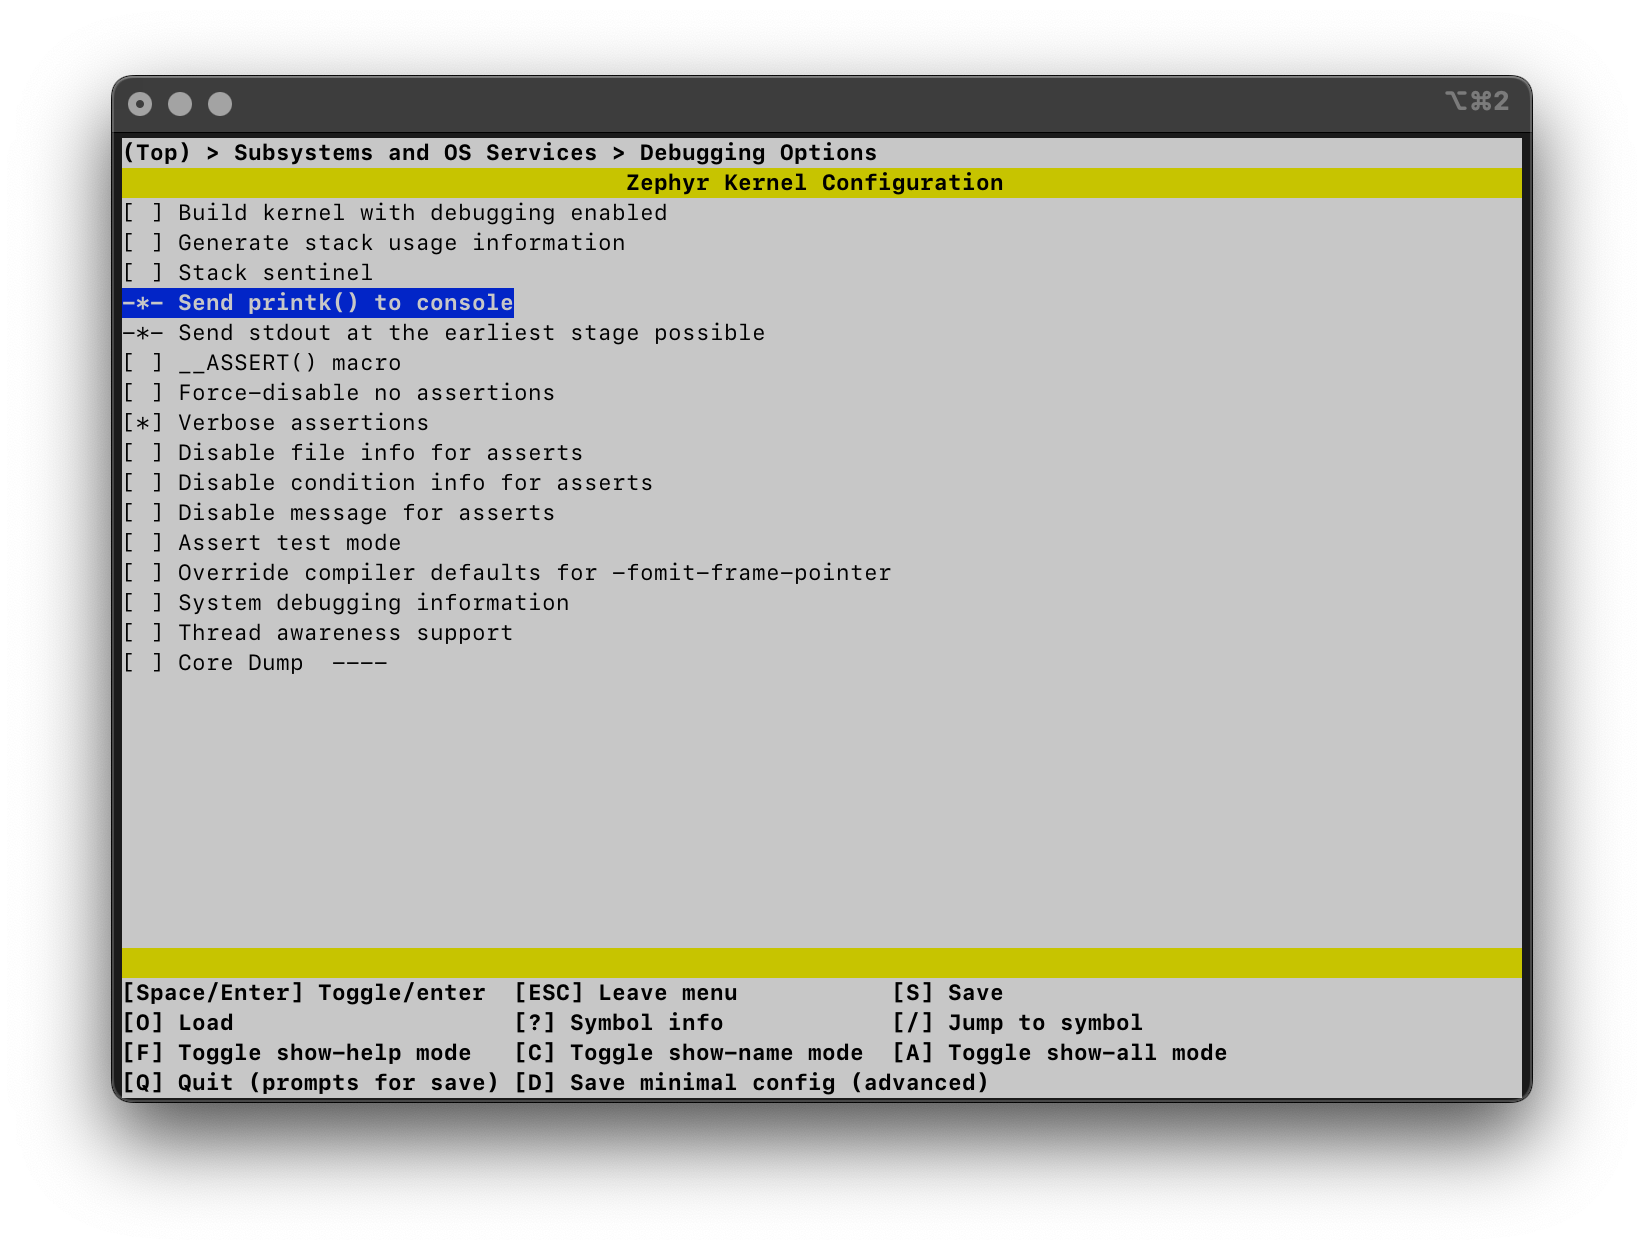 ⌥⌘2
(Top) > Subsystems and OS Services > Debugging Options
Zephyr Kernel Configuration
[ ] Build kernel with debugging enabled
[ ] Generate stack usage information
[ ] Stack sentinel
-*- Send printk() to console
-*- Send stdout at the earliest stage possible
[ ] __ASSERT() macro
[ ] Force-disable no assertions
[*] Verbose assertions
[ ] Disable file info for asserts
[ ] Disable condition info for asserts
[ ] Disable message for asserts
[ ] Assert test mode
[ ] Override compiler defaults for -fomit-frame-pointer
[ ] System debugging information
[ ] Thread awareness support
[ ] Core Dump  ----
[Space/Enter] Toggle/enter  [ESC] Leave menu           [S] Save
[O] Load                    [?] Symbol info            [/] Jump to symbol
[F] Toggle show-help mode   [C] Toggle show-name mode  [A] Toggle show-all mode
[Q] Quit (prompts for save) [D] Save minimal config (advanced)